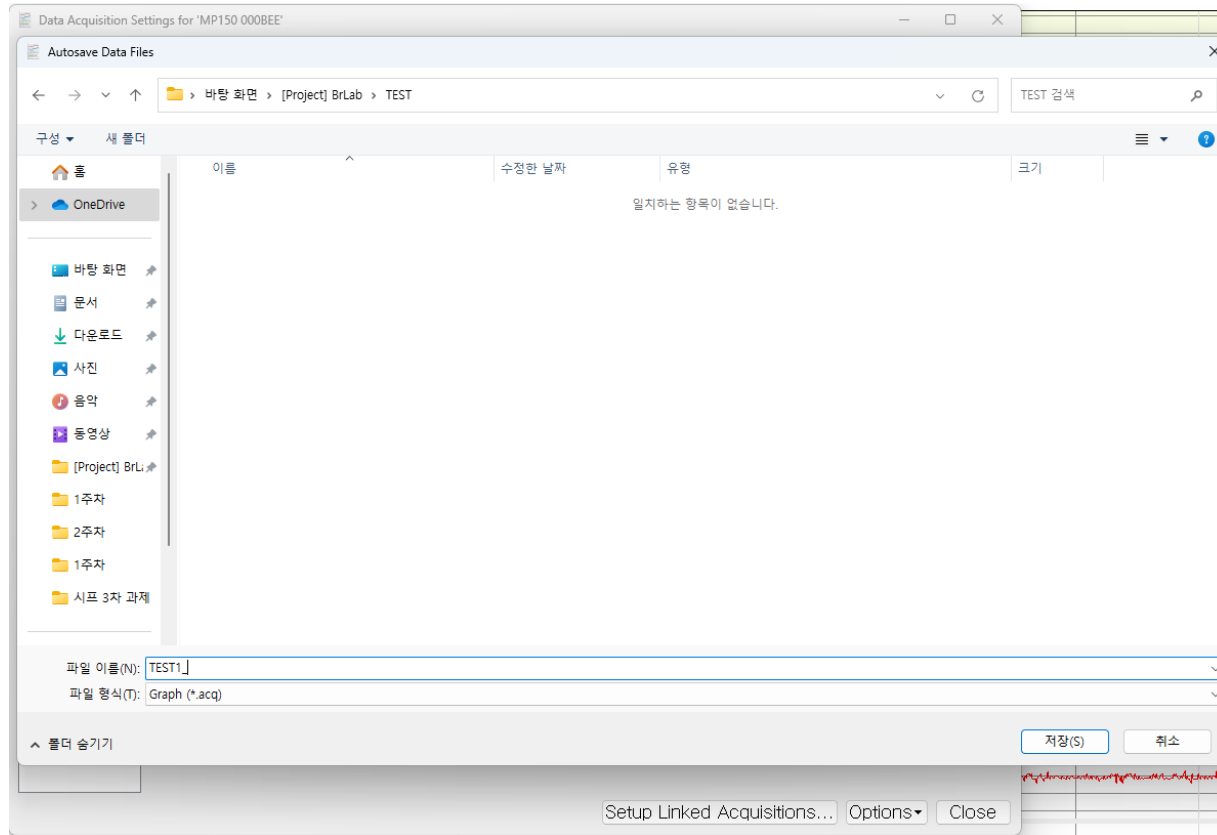 Data Acquisition Settings for 'MP150 000BEE'
Autosave Data Files
바탕 화면 > [Project] BrLab > TEST
TEST 검색
구성 새 폴더
이름 수정한 날짜 유형 크기
일치하는 항목이 없습니다.
홈
OneDrive
바탕 화면
문서
다운로드
사진
음악
동영상
[Project] BrL
1주차
2주차
1주차
시프 3차 과제
파일 이름(N): TEST1_
파일 형식(T): Graph (*.acq)
폴더 숨기기 저장(S) 취소
Setup Linked Acquisitions... Options Close